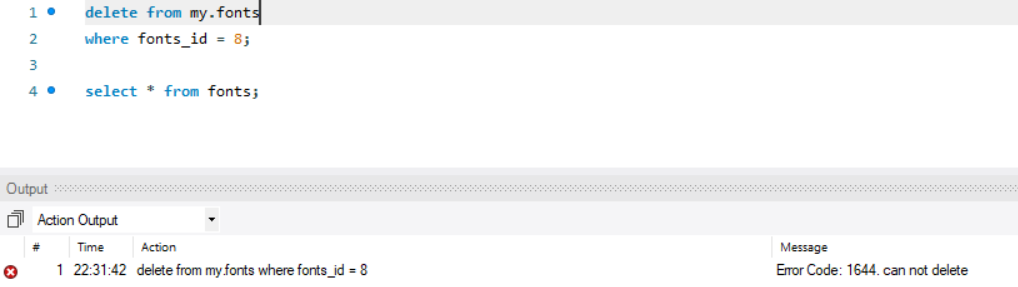 1 delete from my.fonts
2 where fonts_id = 8;
3
4 select * from fonts;
Output
Action Output
# Time Action Message
1 22:31:42 delete from my.fonts where fonts_id = 8 Error Code: 1644. can not delete